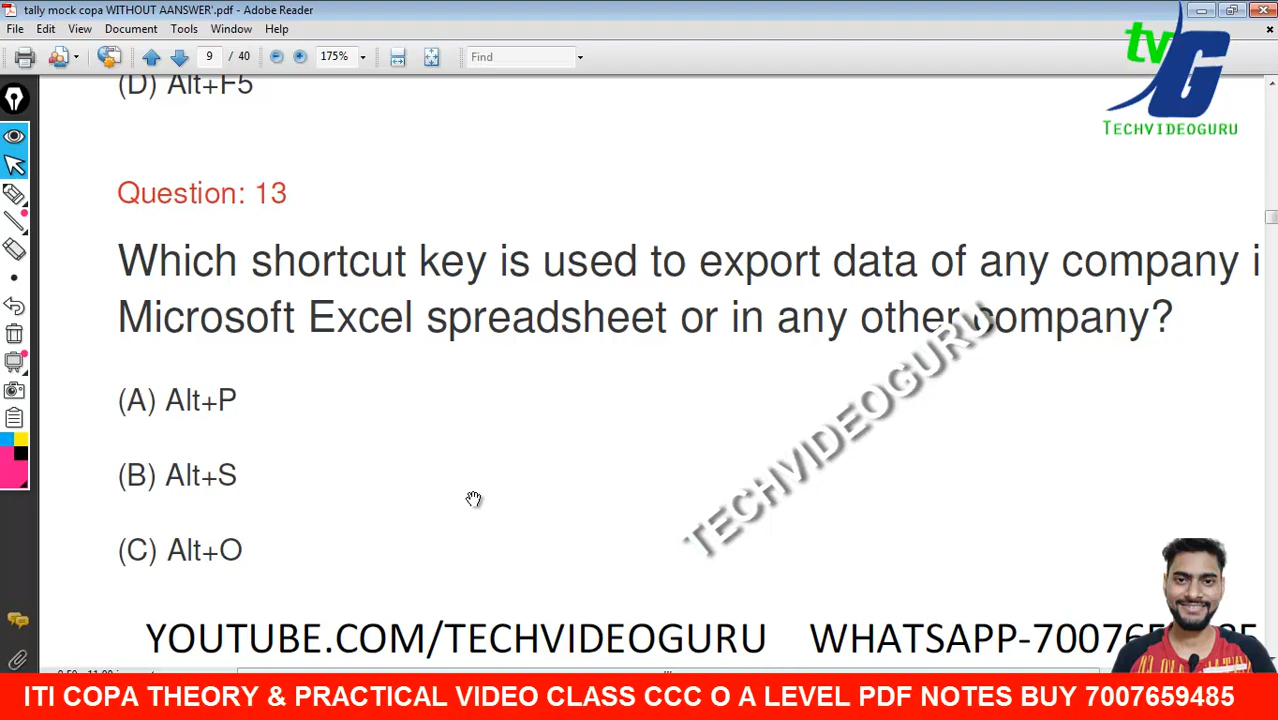 tally mock copa WITHOUT AANSWER'.pdf - Adobe Reader
File Edit View Document Tools Window Help
9 / 40 175% Find
tv G
TECHVIDEOGURU
(D) Alt+F5
Question: 13
Which shortcut key is used to export data of any company i
Microsoft Excel spreadsheet or in any other company?
TECHVIDEOGURU
(A) Alt+P
(B) Alt+S
(C) Alt+O
YOUTUBE.COM/TECHVIDEOGURU WHATSAPP-7007
ITI COPA THEORY & PRACTICAL VIDEO CLASS CCC O A LEVEL PDF NOTES BUY 7007659485